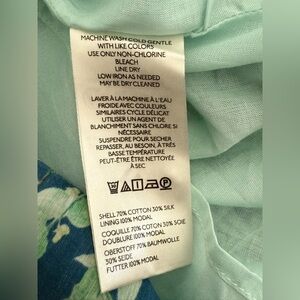 MACHINE WASH COLD GENTLE
WITH LIKE COLORS
USE ONLY NON-CHLORINE
BLEACH
LINE DRY
LOW IRON AS NEEDED
MAY BE DRY CLEANED
LAVER À LA MACHINE À L'EAU
FROIDE AVEC COULEURS
SIMILAIRES CYCLE DÉLICAT
UTILISER UN AGENT DE
BLANCHIMENT SANS CHLORE SI
NÉCESSAIRE
SUSPENDRE POUR SÉCHER
REPASSER, AU BESOIN, À TRÈS
BASSE TEMPÉRATURE
PEUT-ÊTRE ÊTRE NETTOYÉE
À SEC
SHELL 70% COTTON 30% SILK
LINING 100% MODAL
COQUILLE 70% COTON 30% SOIE
DOUBLURE 100% MODAL
OBERSTOFF 70% BAUMWOLLE
30% SEIDE
FUTTER 100% MODAL